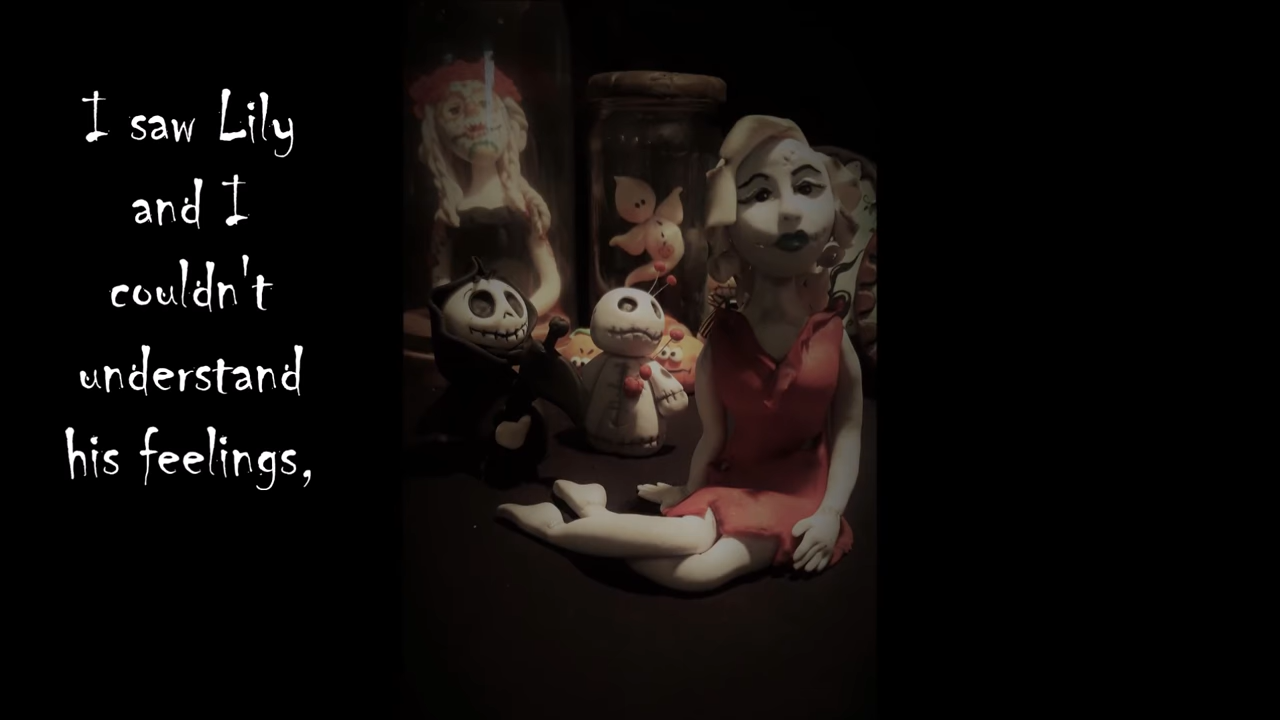 I saw Lily
and I
couldn't
understand
his feelings,